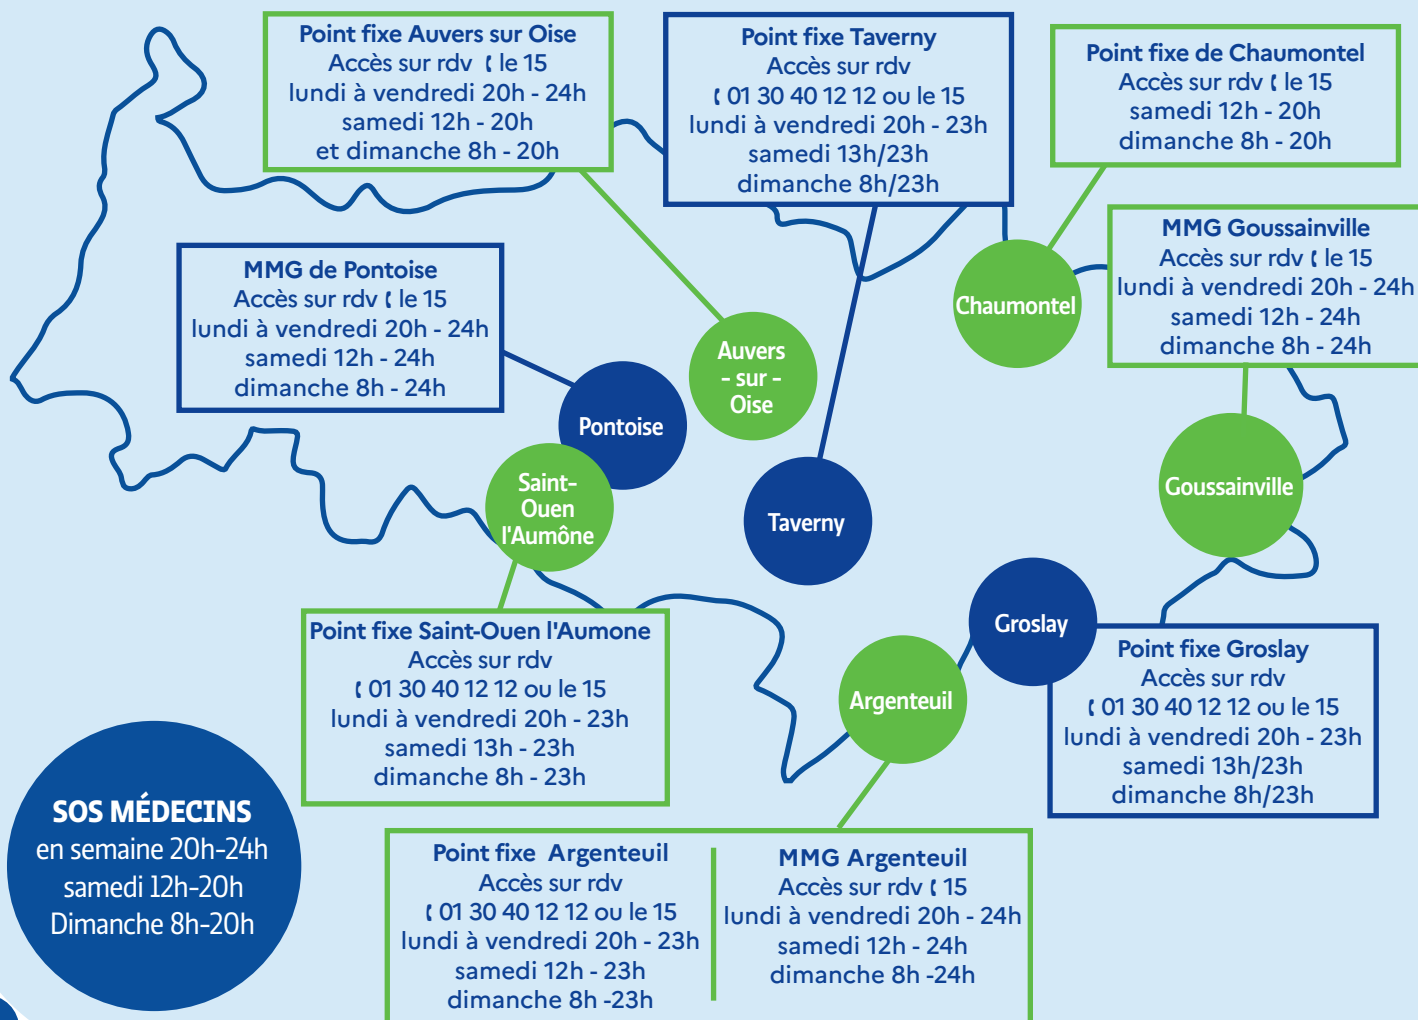 Point fixe Auvers sur Oise
Accès sur rdv le 15
lundi à vendredi 20h - 24h
samedi 12h - 20h
et dimanche 8h - 20h
Point fixe Taverny
Accès sur rdv
01 30 40 12 12 ou le 15
lundi à vendredi 20h - 23h
samedi 13h/23h
dimanche 8h/23h
Point fixe de Chaumontel
Accès sur rdv le 15
samedi 12h - 20h
dimanche 8h - 20h
MMG Goussainville
Accès sur rdv le 15
lundi à vendredi 20h - 24h
samedi 12h - 24h
dimanche 8h - 24h
MMG de Pontoise
Accès sur rdv le 15
lundi à vendredi 20h - 24h
samedi 12h - 24h
dimanche 8h - 24h
Chaumontel
Auvers
- sur -
Oise
Pontoise
Saint-
Ouen
l'Aumône
Taverny
Goussainville
Groslay
Argenteuil
Point fixe Saint-Ouen l'Aumone
Accès sur rdv
01 30 40 12 12 ou le 15
lundi à vendredi 20h - 23h
samedi 13h - 23h
dimanche 8h - 23h
Point fixe Groslay
Accès sur rdv
01 30 40 12 12 ou le 15
lundi à vendredi 20h - 23h
samedi 13h/23h
dimanche 8h/23h
SOS MÉDECINS
en semaine 20h-24h
samedi 12h-20h
Dimanche 8h-20h
Point fixe Argenteuil
Accès sur rdv
01 30 40 12 12 ou le 15
lundi à vendredi 20h - 23h
samedi 12h - 23h
dimanche 8h -23h
MMG Argenteuil
Accès sur rdv 15
lundi à vendredi 20h - 24h
samedi 12h - 24h
dimanche 8h -24h